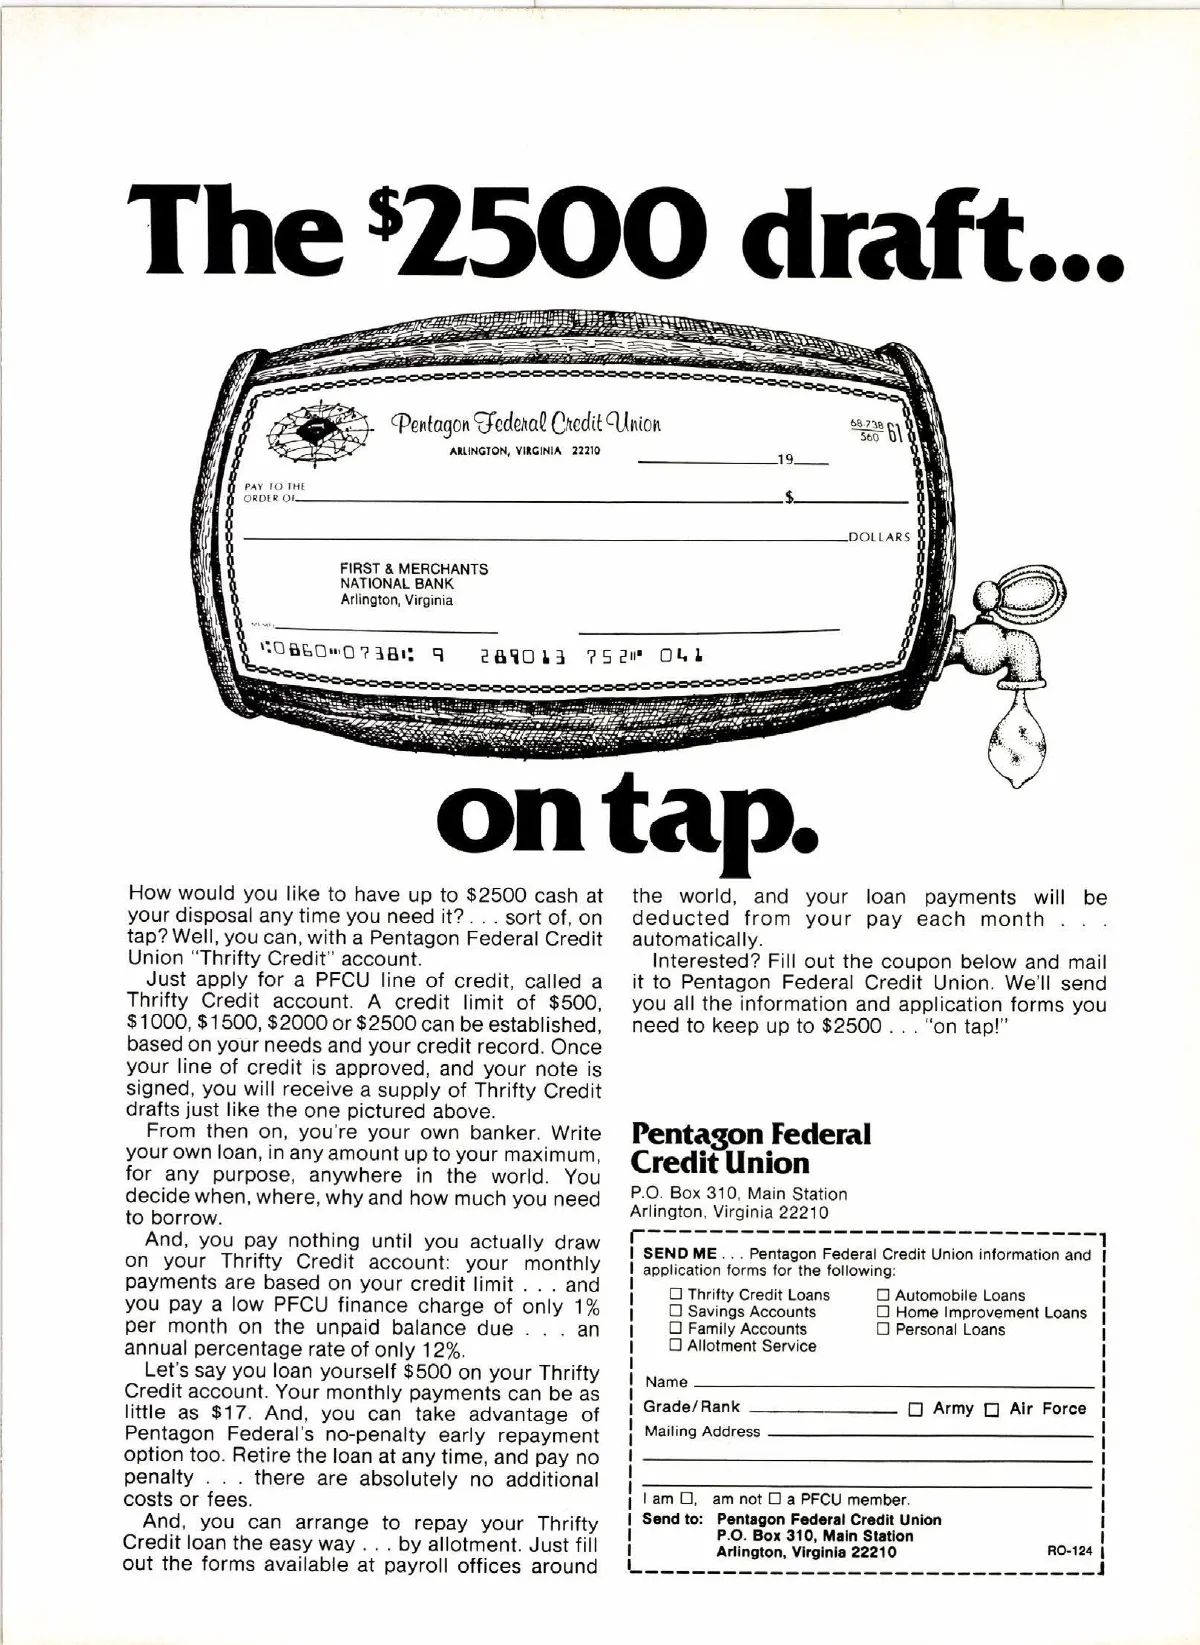 The $2500 draft...
Pentagon Federal Credit Union
ARLINGTON, VIRGINIA 22210
68-738
560
61
19
PAY TO THE
ORDER OF
$
DOLLARS
FIRST & MERCHANTS
NATIONAL BANK
Arlington, Virginia
MEMO
⑆0860⑉0738⑆ 9 289013 752⑈ 041
on tap.
How would you like to have up to $2500 cash at
your disposal any time you need it? . . . sort of, on
tap? Well, you can, with a Pentagon Federal Credit
Union "Thrifty Credit" account.
Just apply for a PFCU line of credit, called a
Thrifty Credit account. A credit limit of $500,
$1000, $1500, $2000 or $2500 can be established,
based on your needs and your credit record. Once
your line of credit is approved, and your note is
signed, you will receive a supply of Thrifty Credit
drafts just like the one pictured above.
From then on, you're your own banker. Write
your own loan, in any amount up to your maximum,
for any purpose, anywhere in the world. You
decide when, where, why and how much you need
to borrow.
And, you pay nothing until you actually draw
on your Thrifty Credit account: your monthly
payments are based on your credit limit . . . and
you pay a low PFCU finance charge of only 1%
per month on the unpaid balance due . . . an
annual percentage rate of only 12%.
Let's say you loan yourself $500 on your Thrifty
Credit account. Your monthly payments can be as
little as $17. And, you can take advantage of
Pentagon Federal's no-penalty early repayment
option too. Retire the loan at any time, and pay no
penalty . . . there are absolutely no additional
costs or fees.
And, you can arrange to repay your Thrifty
Credit loan the easy way . . . by allotment. Just fill
out the forms available at payroll offices around
the world, and your loan payments will be
deducted from your pay each month . . .
automatically.
Interested? Fill out the coupon below and mail
it to Pentagon Federal Credit Union. We'll send
you all the information and application forms you
need to keep up to $2500 . . . "on tap!"
Pentagon Federal
Credit Union
P.O. Box 310, Main Station
Arlington, Virginia 22210
SEND ME . . . Pentagon Federal Credit Union information and
application forms for the following:
☐ Thrifty Credit Loans ☐ Automobile Loans
☐ Savings Accounts ☐ Home Improvement Loans
☐ Family Accounts ☐ Personal Loans
☐ Allotment Service
Name
Grade/Rank ☐ Army ☐ Air Force
Mailing Address
I am ☐, am not ☐ a PFCU member.
Send to: Pentagon Federal Credit Union
P.O. Box 310, Main Station
Arlington, Virginia 22210
RO-124